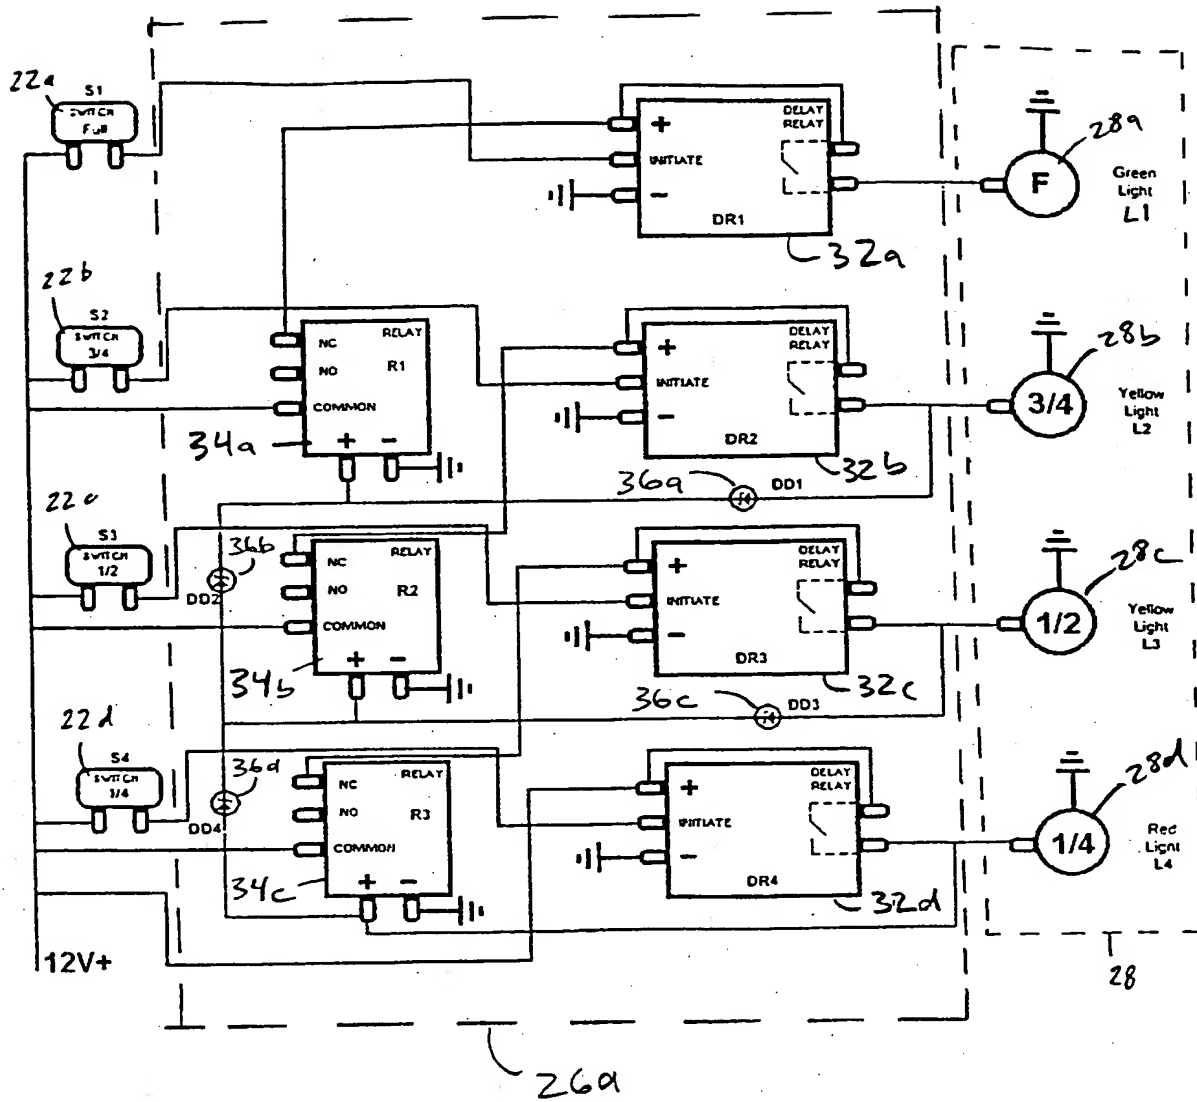 22a
S1
SWITCH
Full
DELAY
RELAY
+
INITIATE
−
DR1
32a
28a
F
Green
Light
L1
22b
S2
SWITCH
3/4
NC
RELAY
NO
R1
COMMON
+ −
34a
DELAY
RELAY
+
INITIATE
−
DR2
32b
28b
3/4
Yellow
Light
L2
36a
DD1
22c
S3
SWITCH
1/2
36b
DD2
NC
RELAY
NO
R2
COMMON
+ −
34b
DELAY
RELAY
+
INITIATE
−
DR3
32c
28c
1/2
Yellow
Light
L3
36c
DD3
22d
S4
SWITCH
1/4
36d
DD4
NC
RELAY
NO
R3
COMMON
+ −
34c
DELAY
RELAY
+
INITIATE
−
DR4
32d
28d
1/4
Red
Light
L4
12V+
28
26a